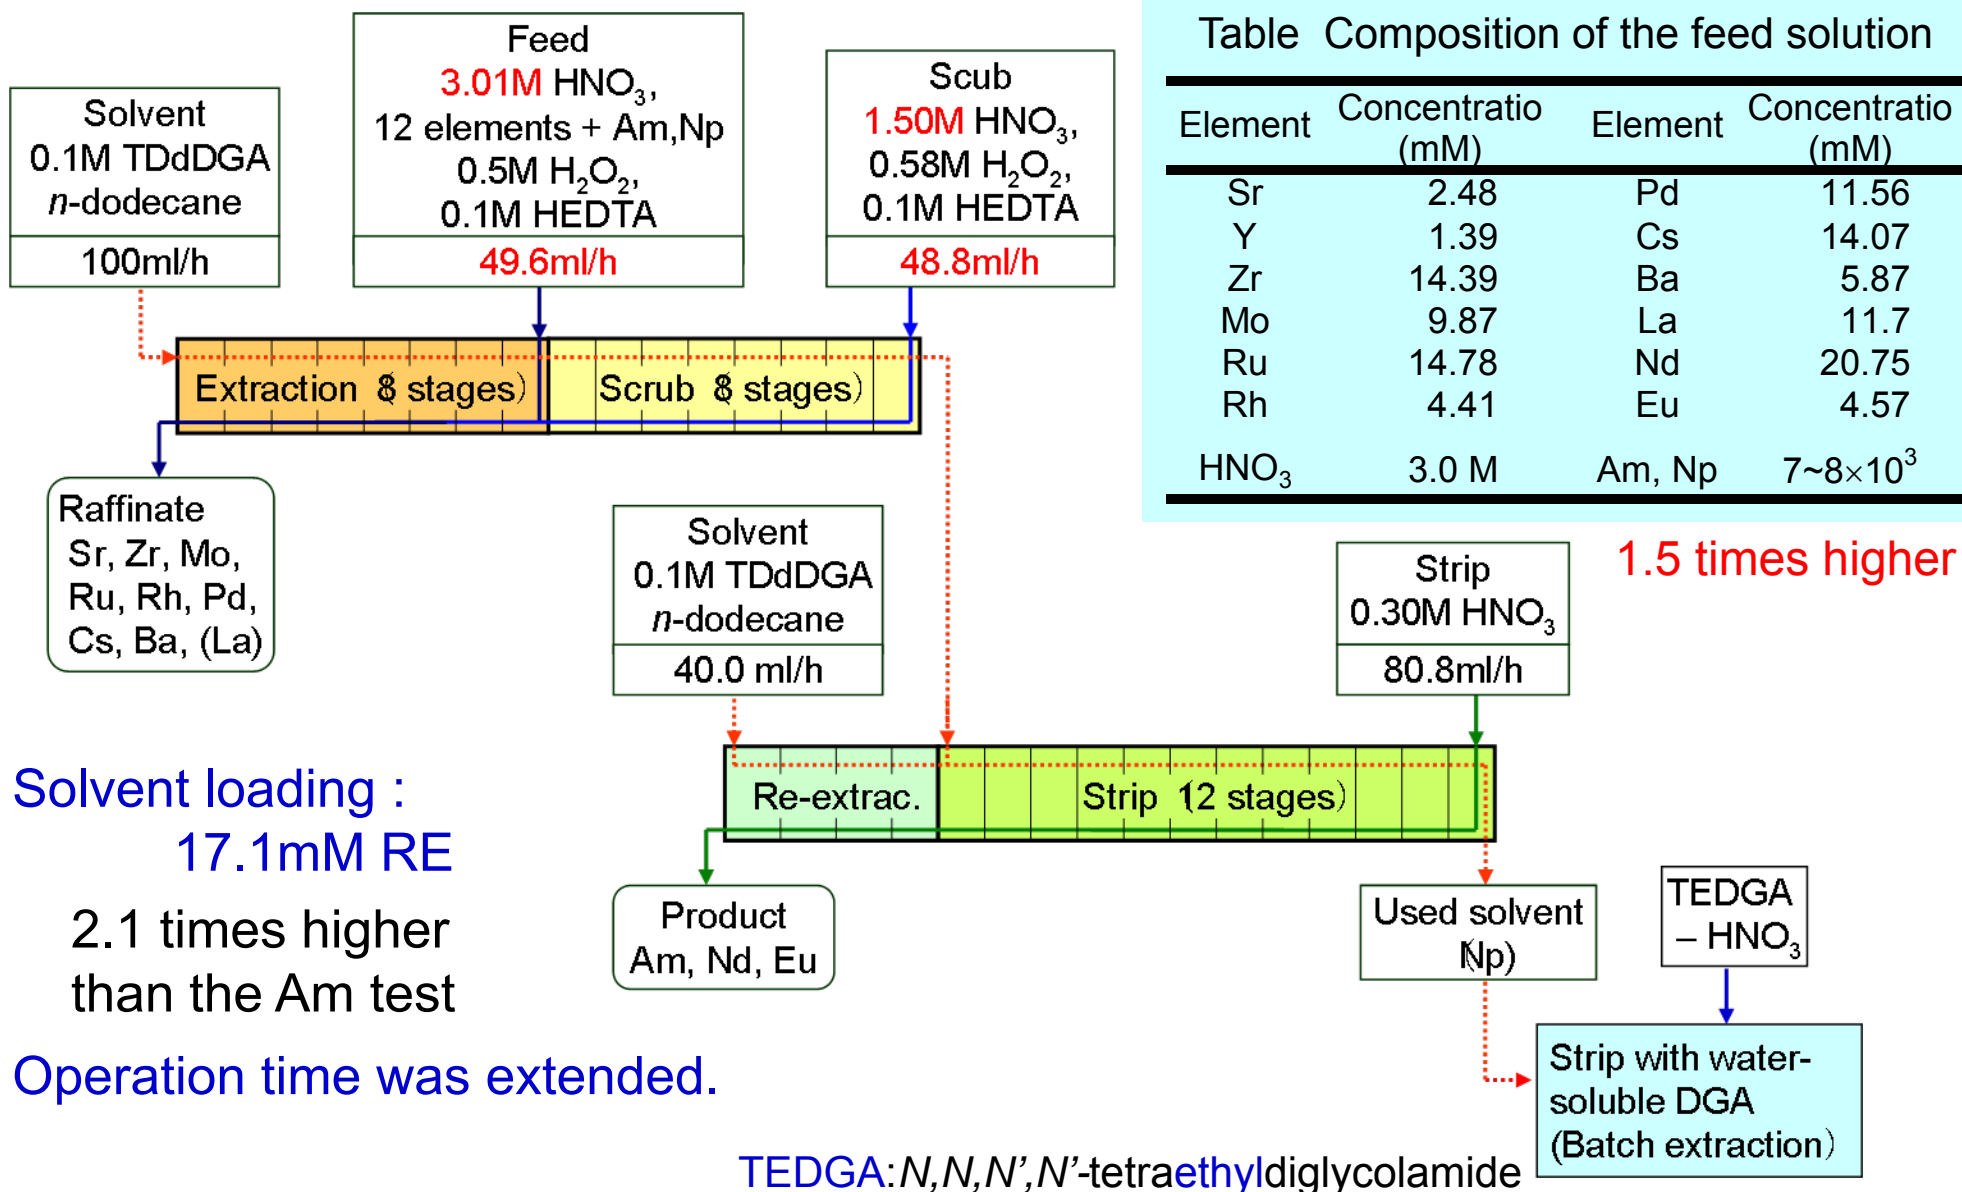 Table Composition of the feed solution
Element Concentratio (mM) Element Concentratio (mM)
Sr 2.48 Pd 11.56
Y 1.39 Cs 14.07
Zr 14.39 Ba 5.87
Mo 9.87 La 11.7
Ru 14.78 Nd 20.75
Rh 4.41 Eu 4.57
HNO₃ 3.0 M Am, Np 7~8×10³
1.5 times higher
Solvent
0.1M TDdDGA
n-dodecane
100ml/h
Feed
3.01M HNO₃,
12 elements + Am,Np
0.5M H₂O₂,
0.1M HEDTA
49.6ml/h
Scub
1.50M HNO₃,
0.58M H₂O₂,
0.1M HEDTA
48.8ml/h
Extraction (8 stages)
Scrub (8 stages)
Raffinate
Sr, Zr, Mo,
Ru, Rh, Pd,
Cs, Ba, (La)
Solvent
0.1M TDdDGA
n-dodecane
40.0 ml/h
Strip
0.30M HNO₃
80.8ml/h
Re-extrac.
Strip (12 stages)
Product
Am, Nd, Eu
Used solvent
(Np)
TEDGA
– HNO₃
Strip with water-
soluble DGA
(Batch extraction)
Solvent loading :
17.1mM RE
2.1 times higher
than the Am test
Operation time was extended.
TEDGA:N,N,N',N'-tetraethyldiglycolamide